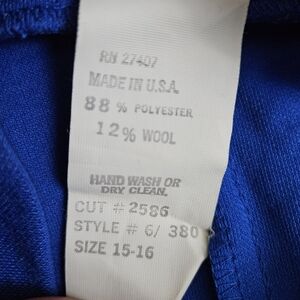 RN 27407
MADE IN U.S.A.
88 % POLYESTER
12% WOOL
HAND WASH OR
DRY CLEAN.
CUT # 2586
STYLE # 6/ 380
SIZE 15-16